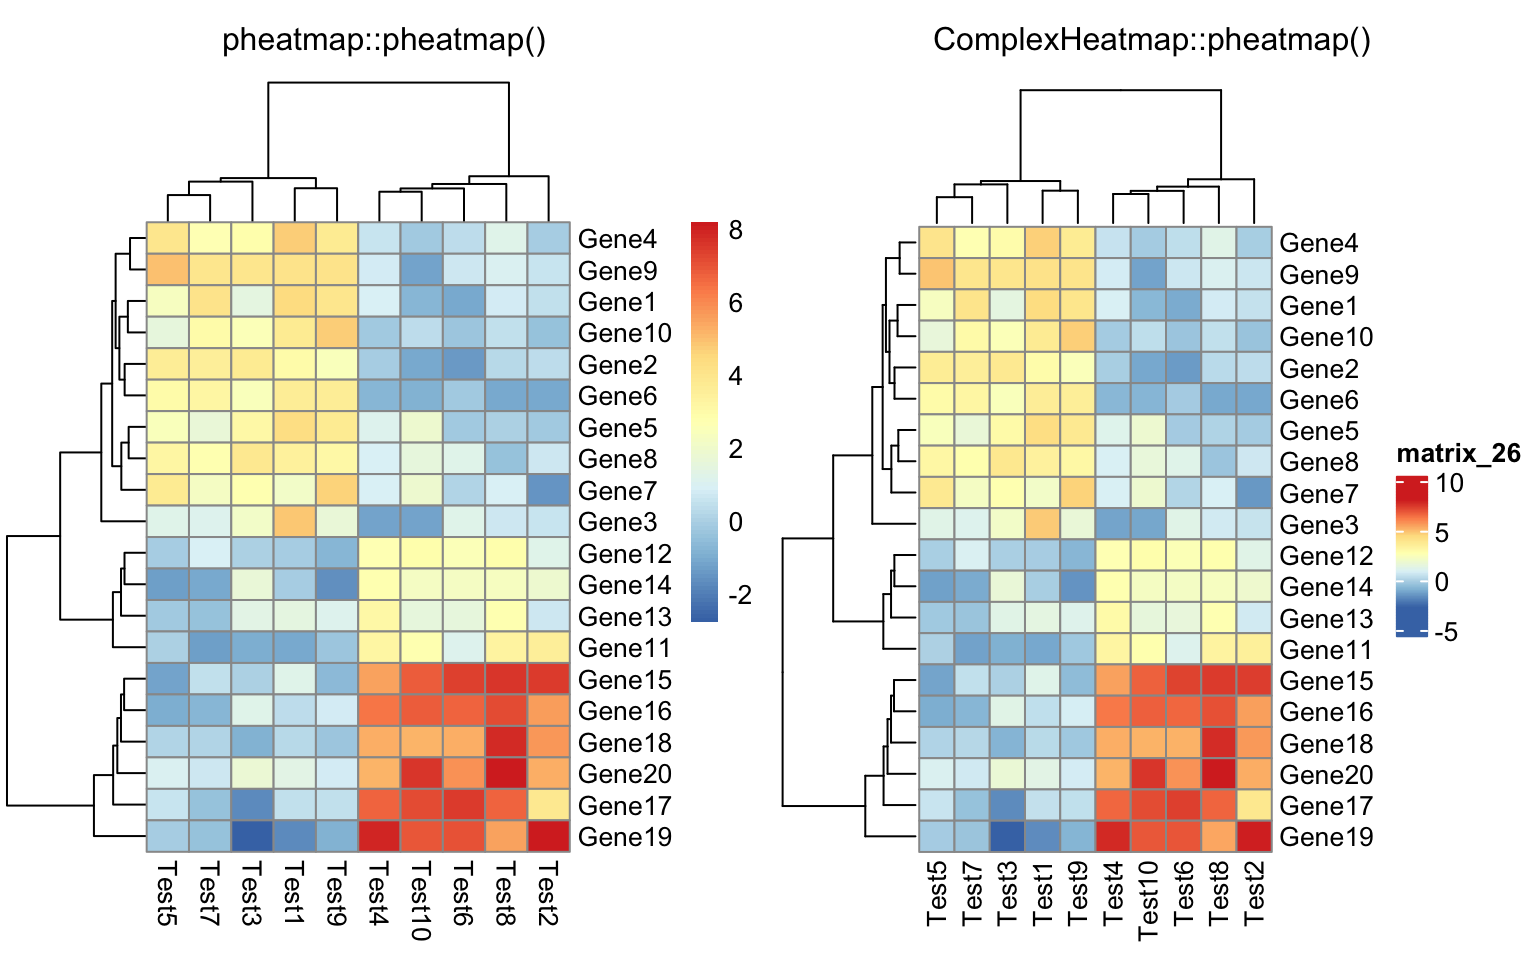 pheatmap::pheatmap()
Gene4
Gene9
Gene1
Gene10
Gene2
Gene6
Gene5
Gene8
Gene7
Gene3
Gene12
Gene14
Gene13
Gene11
Gene15
Gene16
Gene18
Gene20
Gene17
Gene19
Test5
Test7
Test3
Test1
Test9
Test4
Test10
Test6
Test8
Test2
8
6
4
2
0
-2
ComplexHeatmap::pheatmap()
Gene4
Gene9
Gene1
Gene10
Gene2
Gene6
Gene5
Gene8
Gene7
Gene3
Gene12
Gene14
Gene13
Gene11
Gene15
Gene16
Gene18
Gene20
Gene17
Gene19
Test5
Test7
Test3
Test1
Test9
Test4
Test10
Test6
Test8
Test2
matrix_26
10
5
0
-5